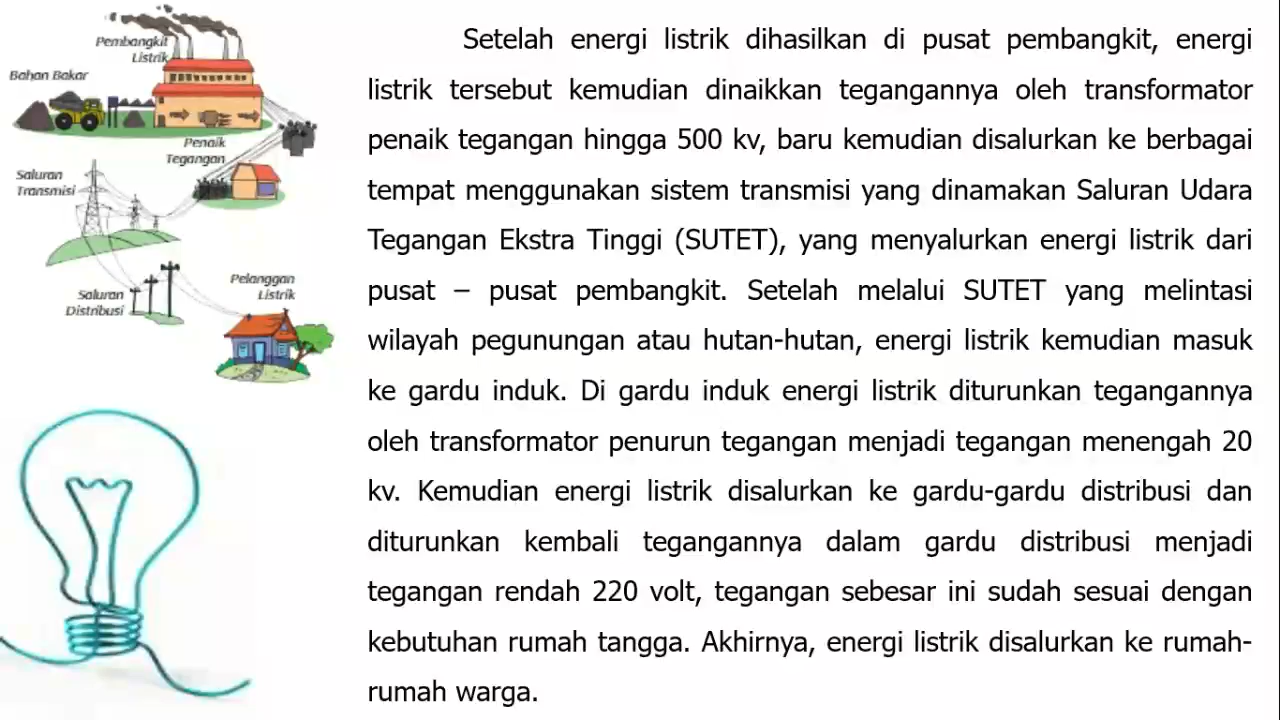 Pembangkit
Listrik
Bahan Bakar
Penaik
Tegangan
Saluran
Transmisi
Pelanggan
Listrik
Saluran
Distribusi
Setelah energi listrik dihasilkan di pusat pembangkit, energi
listrik tersebut kemudian dinaikkan tegangannya oleh transformator
penaik tegangan hingga 500 kv, baru kemudian disalurkan ke berbagai
tempat menggunakan sistem transmisi yang dinamakan Saluran Udara
Tegangan Ekstra Tinggi (SUTET), yang menyalurkan energi listrik dari
pusat – pusat pembangkit. Setelah melalui SUTET yang melintasi
wilayah pegunungan atau hutan-hutan, energi listrik kemudian masuk
ke gardu induk. Di gardu induk energi listrik diturunkan tegangannya
oleh transformator penurun tegangan menjadi tegangan menengah 20
kv. Kemudian energi listrik disalurkan ke gardu-gardu distribusi dan
diturunkan kembali tegangannya dalam gardu distribusi menjadi
tegangan rendah 220 volt, tegangan sebesar ini sudah sesuai dengan
kebutuhan rumah tangga. Akhirnya, energi listrik disalurkan ke rumah-
rumah warga.